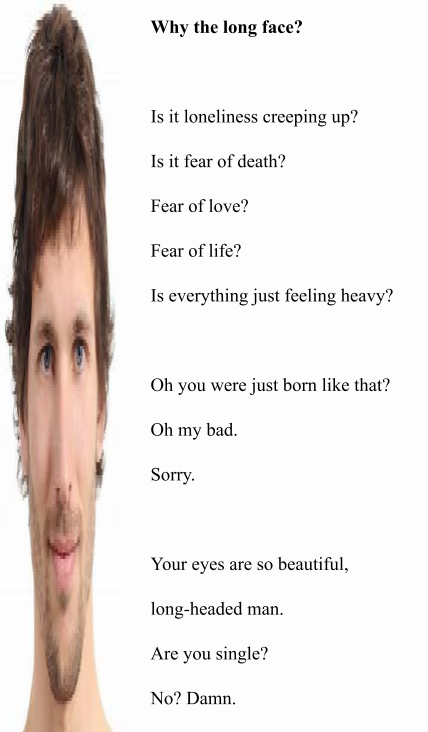 Why the long face?
Is it loneliness creeping up?
Is it fear of death?
Fear of love?
Fear of life?
Is everything just feeling heavy?
Oh you were just born like that?
Oh my bad.
Sorry.
Your eyes are so beautiful,
long-headed man.
Are you single?
No? Damn.